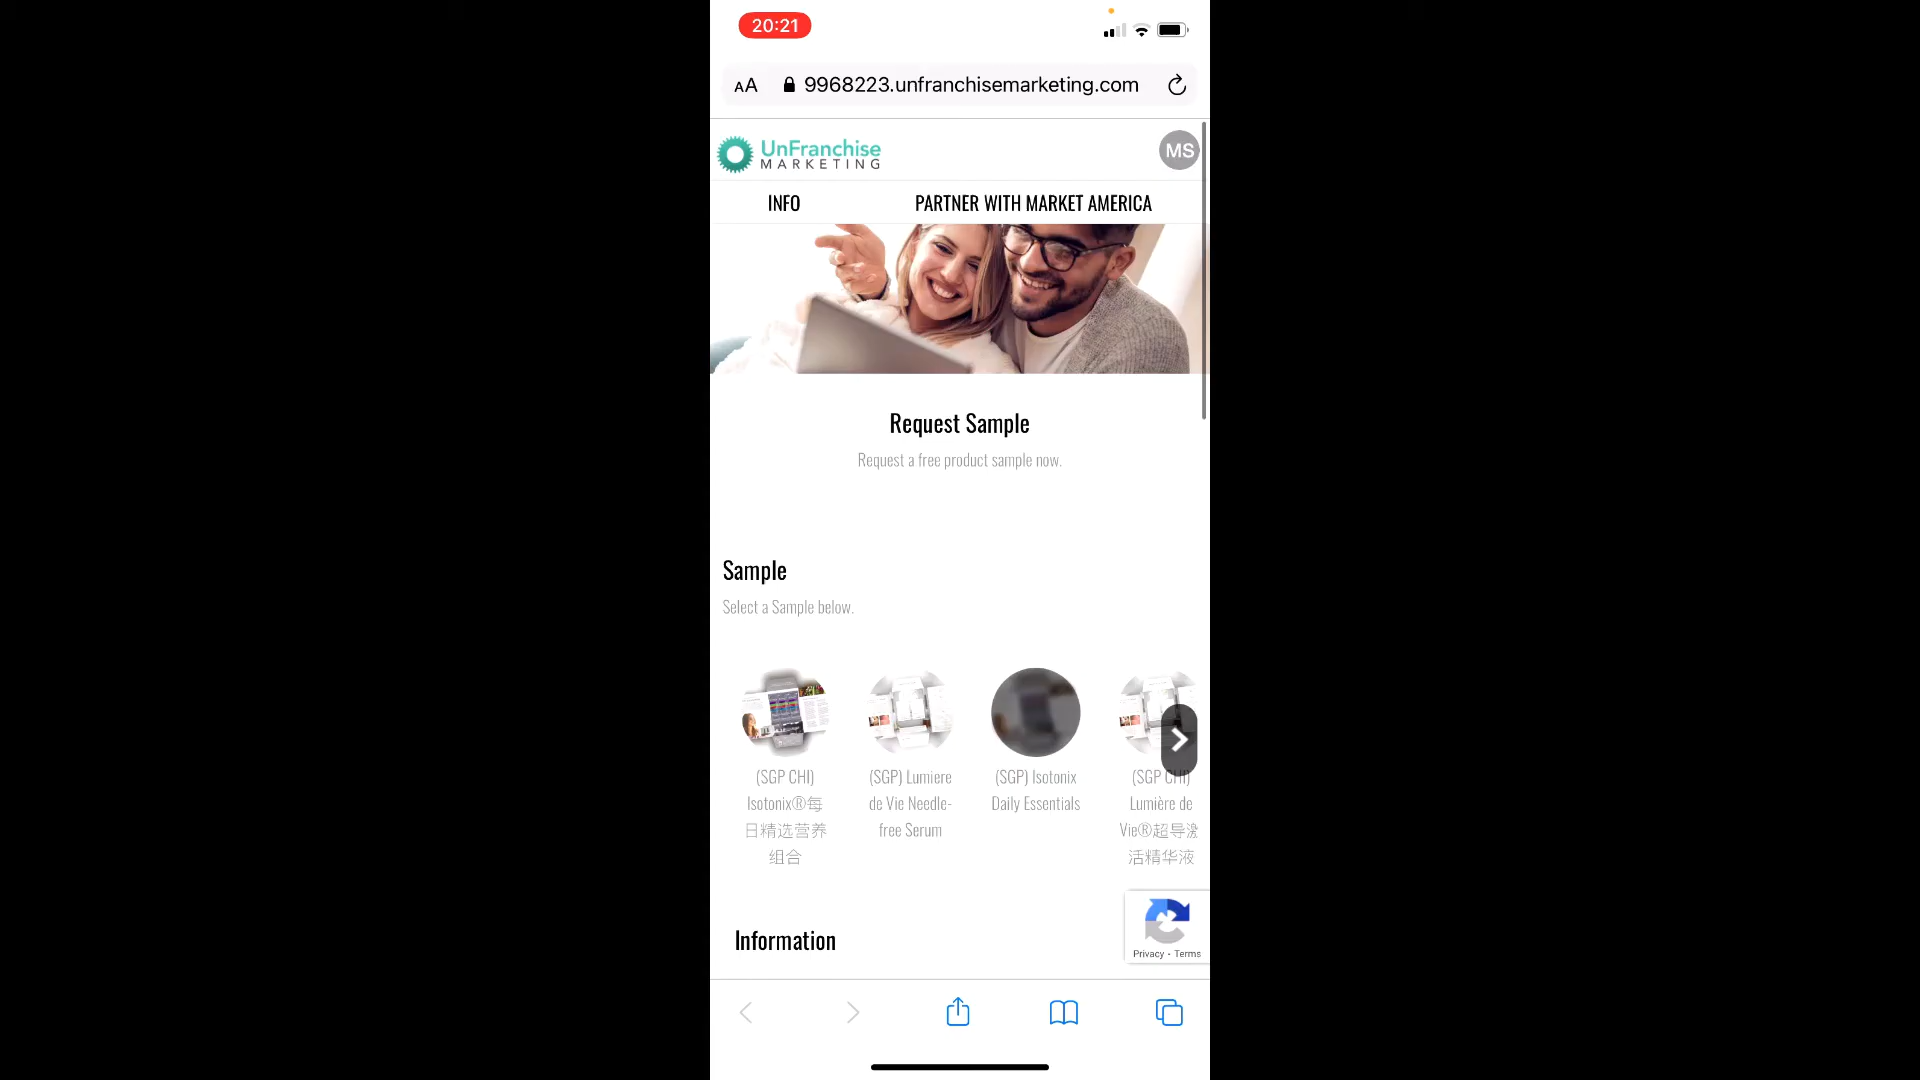 20:21
AA 9968223.unfranchisemarketing.com
UnFranchise
MARKETING
MS
INFO
PARTNER WITH MARKET AMERICA
Request Sample
Request a free product sample now.
Sample
Select a Sample below.
(SGP CHI)
Isotonix®每
日精选营养
组合
(SGP) Lumiere
de Vie Needle-
free Serum
(SGP) Isotonix
Daily Essentials
(SGP CHI)
Lumière de
Vie®超导激
活精华液
Information
Privacy - Terms